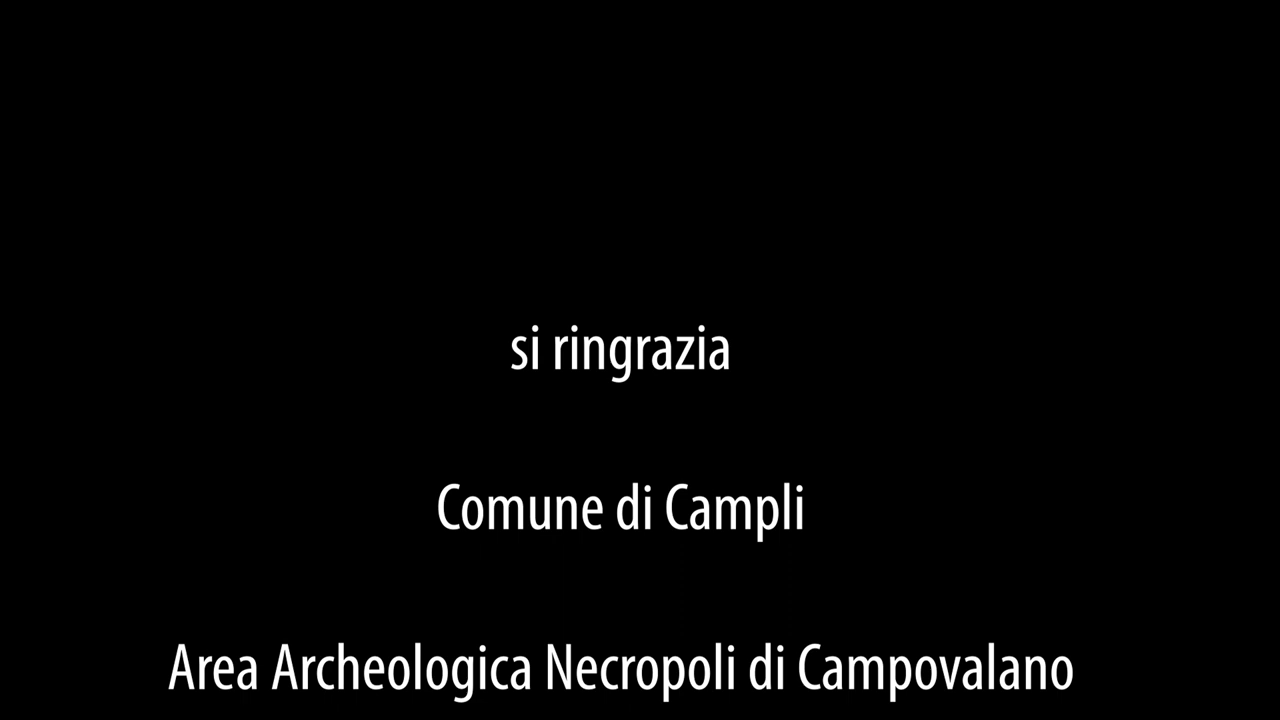 si ringrazia
Comune di Campli
Area Archeologica Necropoli di Campovalano